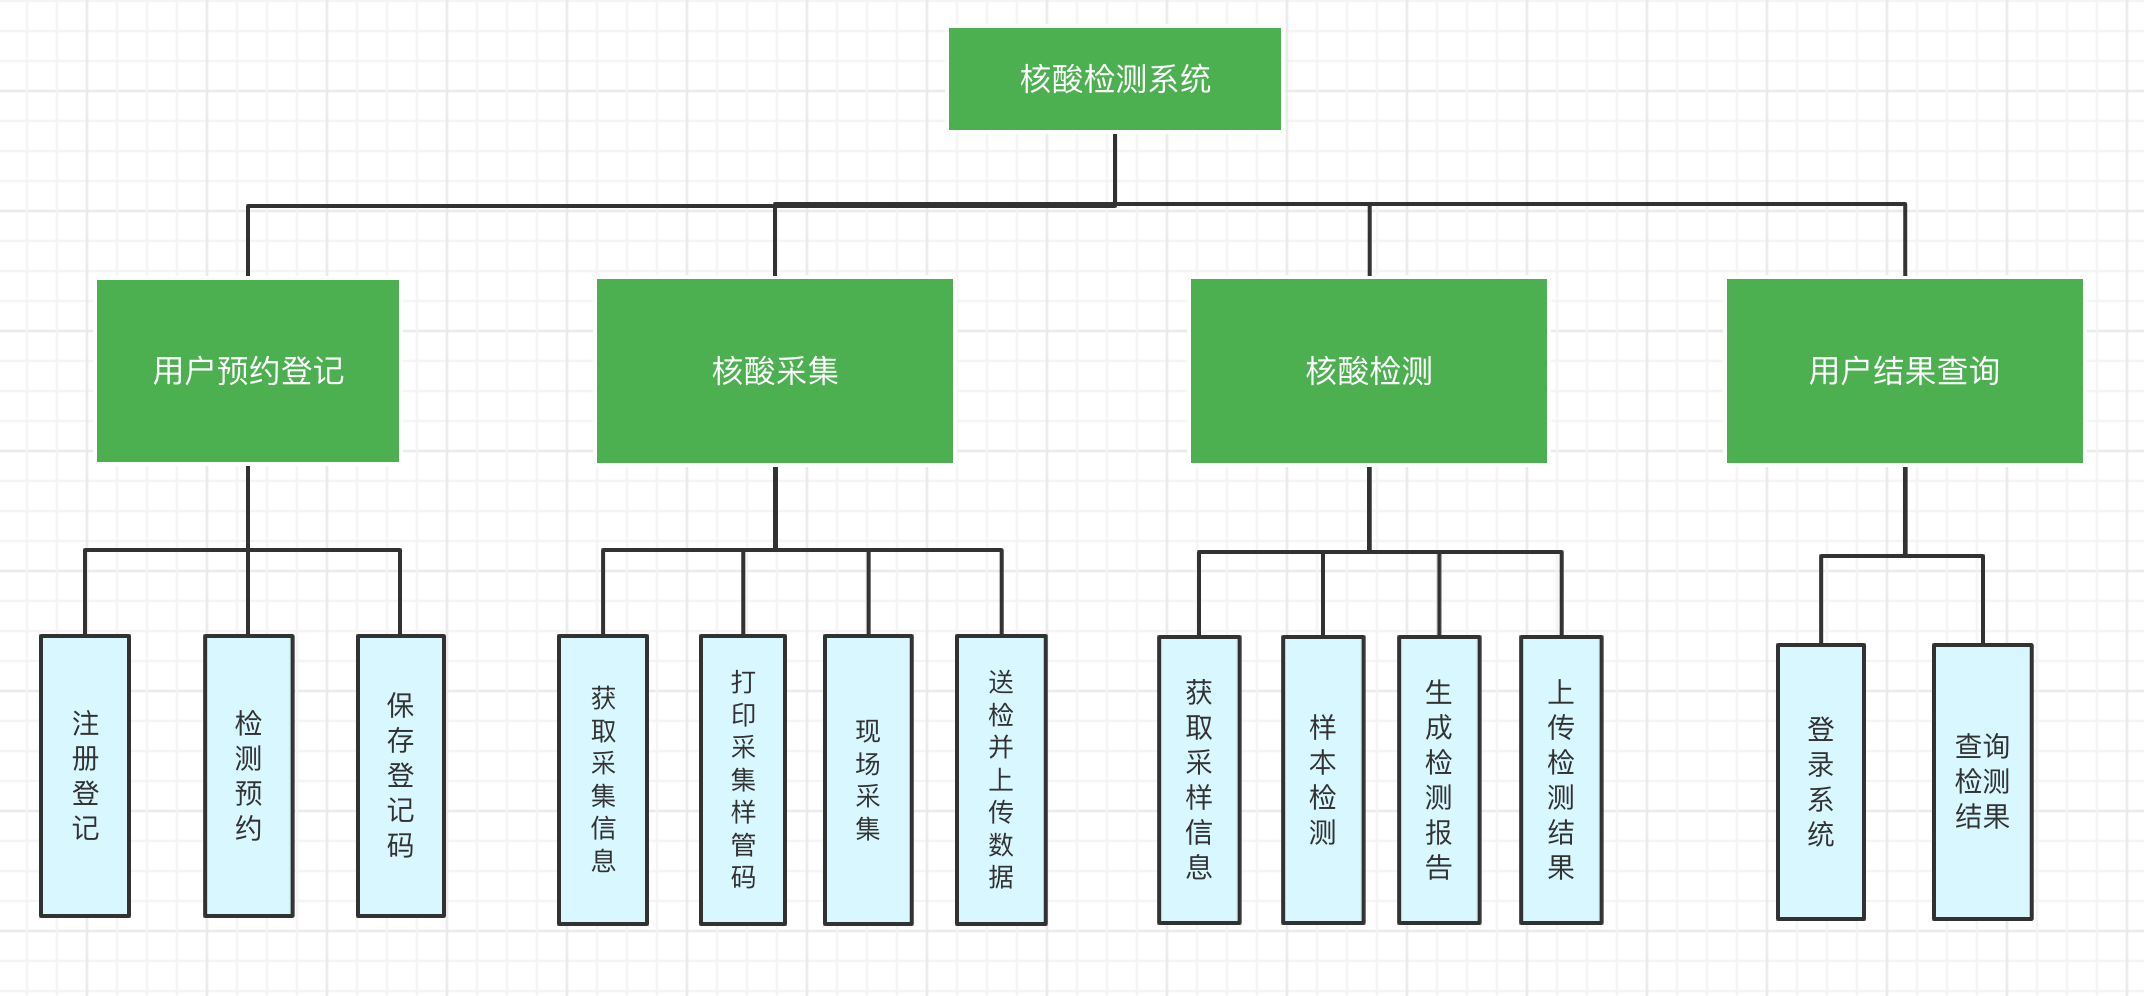 核酸检测系统
用户预约登记
核酸采集
核酸检测
用户结果查询
注册登记
检测预约
保存登记码
获取采集信息
打印采集样管码
现场采集
送检并上传数据
获取采样信息
样本检测
生成检测报告
上传检测结果
登录系统
查询
检测
结果